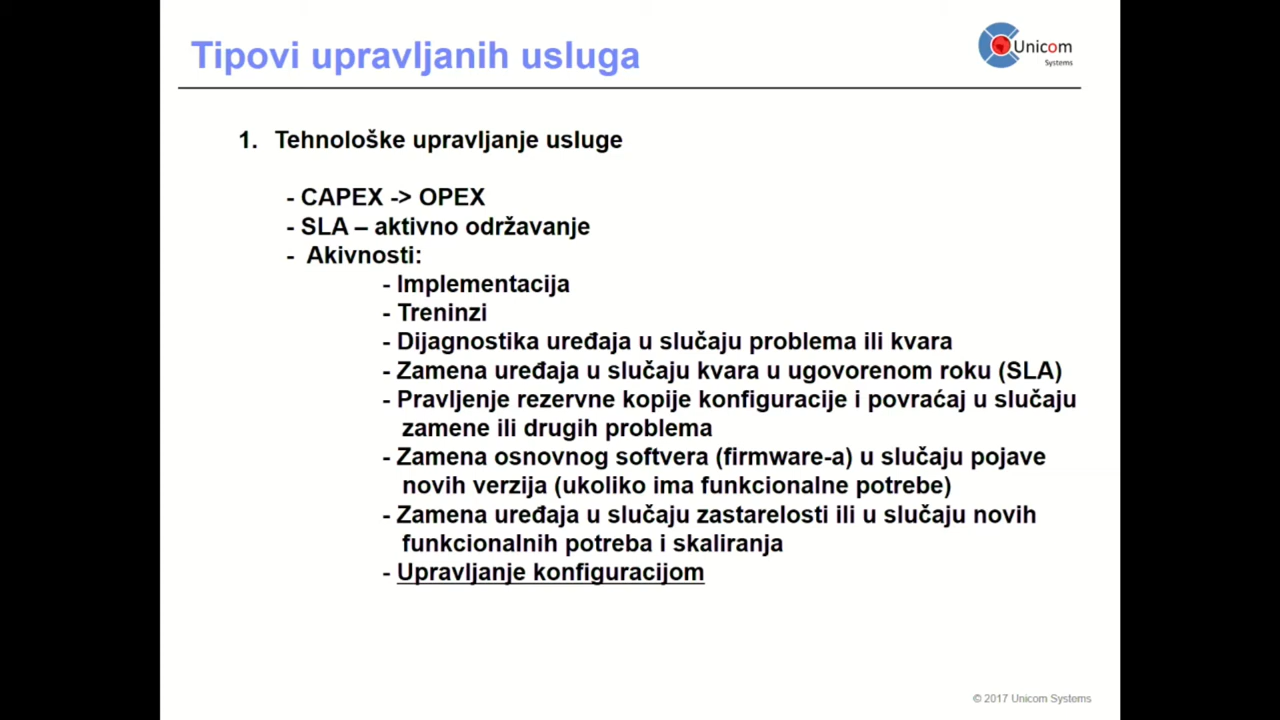 Tipovi upravljanih usluga
Unicom
Systems
1. Tehnološke upravljanje usluge
- CAPEX -> OPEX
- SLA – aktivno održavanje
- Akivnosti:
- Implementacija
- Treninzi
- Dijagnostika uređaja u slučaju problema ili kvara
- Zamena uređaja u slučaju kvara u ugovorenom roku (SLA)
- Pravljenje rezervne kopije konfiguracije i povraćaj u slučaju
zamene ili drugih problema
- Zamena osnovnog softvera (firmware-a) u slučaju pojave
novih verzija (ukoliko ima funkcionalne potrebe)
- Zamena uređaja u slučaju zastarelosti ili u slučaju novih
funkcionalnih potreba i skaliranja
- Upravljanje konfiguracijom
© 2017 Unicom Systems